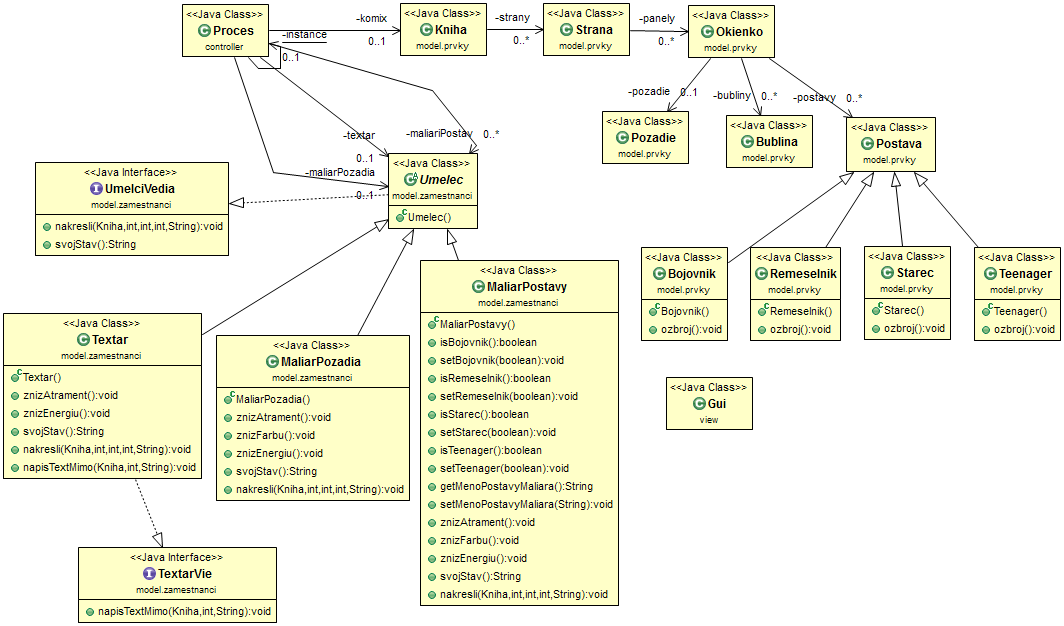 <<Java Class>>
Proces
controller
-komix
0..1
-instance
0..1
<<Java Class>>
Kniha
model.prvky
-strany
0..*
<<Java Class>>
Strana
model.prvky
-panely
0..*
<<Java Class>>
Okienko
model.prvky
-pozadie
0..1
-bubliny
0..*
-postavy
0..*
<<Java Class>>
Pozadie
model.prvky
<<Java Class>>
Bublina
model.prvky
<<Java Class>>
Postava
model.prvky
-textar
0..1
-maliariPostav
0..*
-maliarPozadia
0..1
<<Java Class>>
Umelec
model.zamestnanci
Umelec()
<<Java Interface>>
UmelciVedia
model.zamestnanci
nakresli(Kniha,int,int,int,String):void
svojStav():String
<<Java Class>>
Bojovnik
model.prvky
Bojovnik()
ozbroj():void
<<Java Class>>
Remeselnik
model.prvky
Remeselnik()
ozbroj():void
<<Java Class>>
Starec
model.prvky
Starec()
ozbroj():void
<<Java Class>>
Teenager
model.prvky
Teenager()
ozbroj():void
<<Java Class>>
Textar
model.zamestnanci
Textar()
znizAtrament():void
znizEnergiu():void
svojStav():String
nakresli(Kniha,int,int,int,String):void
napisTextMimo(Kniha,int,String):void
<<Java Class>>
MaliarPozadia
model.zamestnanci
MaliarPozadia()
znizAtrament():void
znizFarbu():void
znizEnergiu():void
svojStav():String
nakresli(Kniha,int,int,int,String):void
<<Java Class>>
MaliarPostavy
model.zamestnanci
MaliarPostavy()
isBojovnik():boolean
setBojovnik(boolean):void
isRemeselnik():boolean
setRemeselnik(boolean):void
isStarec():boolean
setStarec(boolean):void
isTeenager():boolean
setTeenager(boolean):void
getMenoPostavyMaliara():String
setMenoPostavyMaliara(String):void
znizAtrament():void
znizFarbu():void
znizEnergiu():void
svojStav():String
nakresli(Kniha,int,int,int,String):void
<<Java Class>>
Gui
view
<<Java Interface>>
TextarVie
model.zamestnanci
napisTextMimo(Kniha,int,String):void